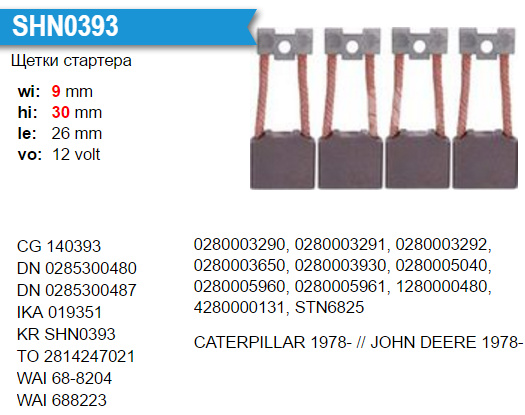 SHN0393
Щетки стартера
wi: 9 mm
hi: 30 mm
le: 26 mm
vo: 12 volt
CG 140393
DN 0285300480
DN 0285300487
IKA 019351
KR SHN0393
TO 2814247021
WAI 68-8204
WAI 688223
0280003290, 0280003291, 0280003292,
0280003650, 0280003930, 0280005040,
0280005960, 0280005961, 1280000480,
4280000131, STN6825
CATERPILLAR 1978- // JOHN DEERE 1978-